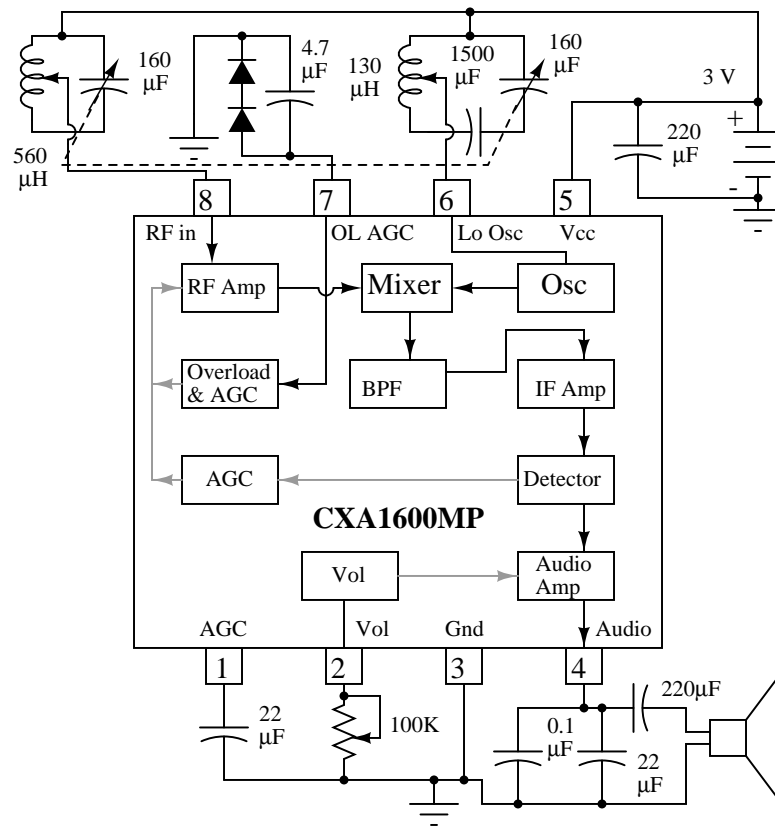 160
µF
4.7
µF
130
µH
1500
µF
160
µF
3 V
+
220
µF
-
560
µH
8
7
6
5
RF in
OL AGC
Lo Osc
Vcc
RF Amp
Mixer
Osc
Overload
& AGC
BPF
IF Amp
AGC
Detector
CXA1600MP
Vol
Audio
Amp
AGC
Vol
Gnd
Audio
1
2
3
4
22
µF
100K
220µF
0.1
µF
22
µF